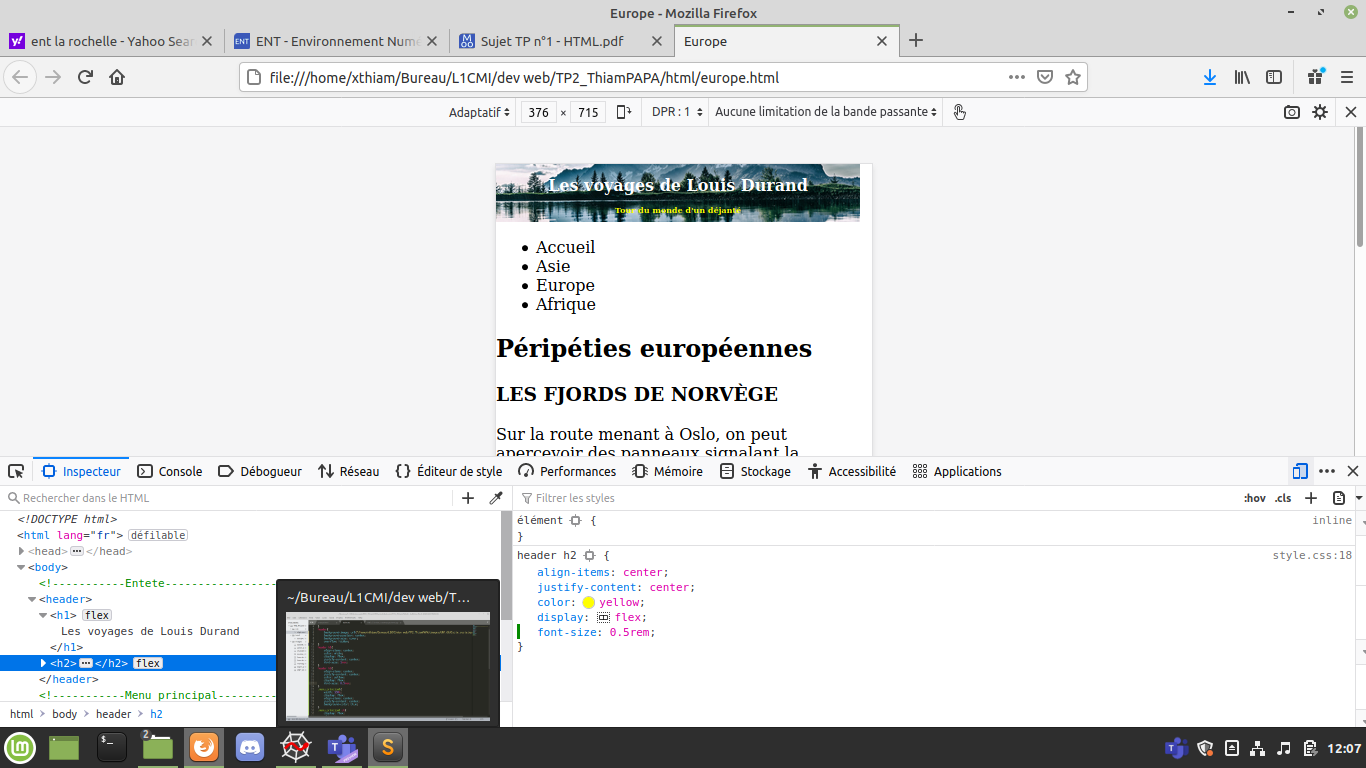 Europe - Mozilla Firefox
ent la rochelle - Yahoo Sear
ENT - Environnement Numé
Sujet TP n°1 - HTML.pdf
Europe
file:///home/xthiam/Bureau/L1CMI/dev web/TP2_ThiamPAPA/html/europe.html
Adaptatif 376 × 715 DPR : 1 Aucune limitation de la bande passante
Les voyages de Louis Durand
Tour du monde d'un déjanté
Accueil
Asie
Europe
Afrique
Péripéties européennes
LES FJORDS DE NORVÈGE
Sur la route menant à Oslo, on peut
apercevoir des panneaux signalant la
Inspecteur Console Débogueur Réseau Éditeur de style Performances Mémoire Stockage Accessibilité Applications
Rechercher dans le HTML
Filtrer les styles
:hov .cls
<!DOCTYPE html>
<html lang="fr"> défilable
<head> </head>
<body>
<!-----------Entete-----------------
<header>
<h1> flex
Les voyages de Louis Durand
</h1>
<h2> </h2> flex
</header>
<!-----------Menu principal-----------
html > body > header > h2
élément { inline
}
header h2 { style.css:18
align-items: center;
justify-content: center;
color: yellow;
display: flex;
font-size: 0.5rem;
}
~/Bureau/L1CMI/dev web/T...
2
12:07